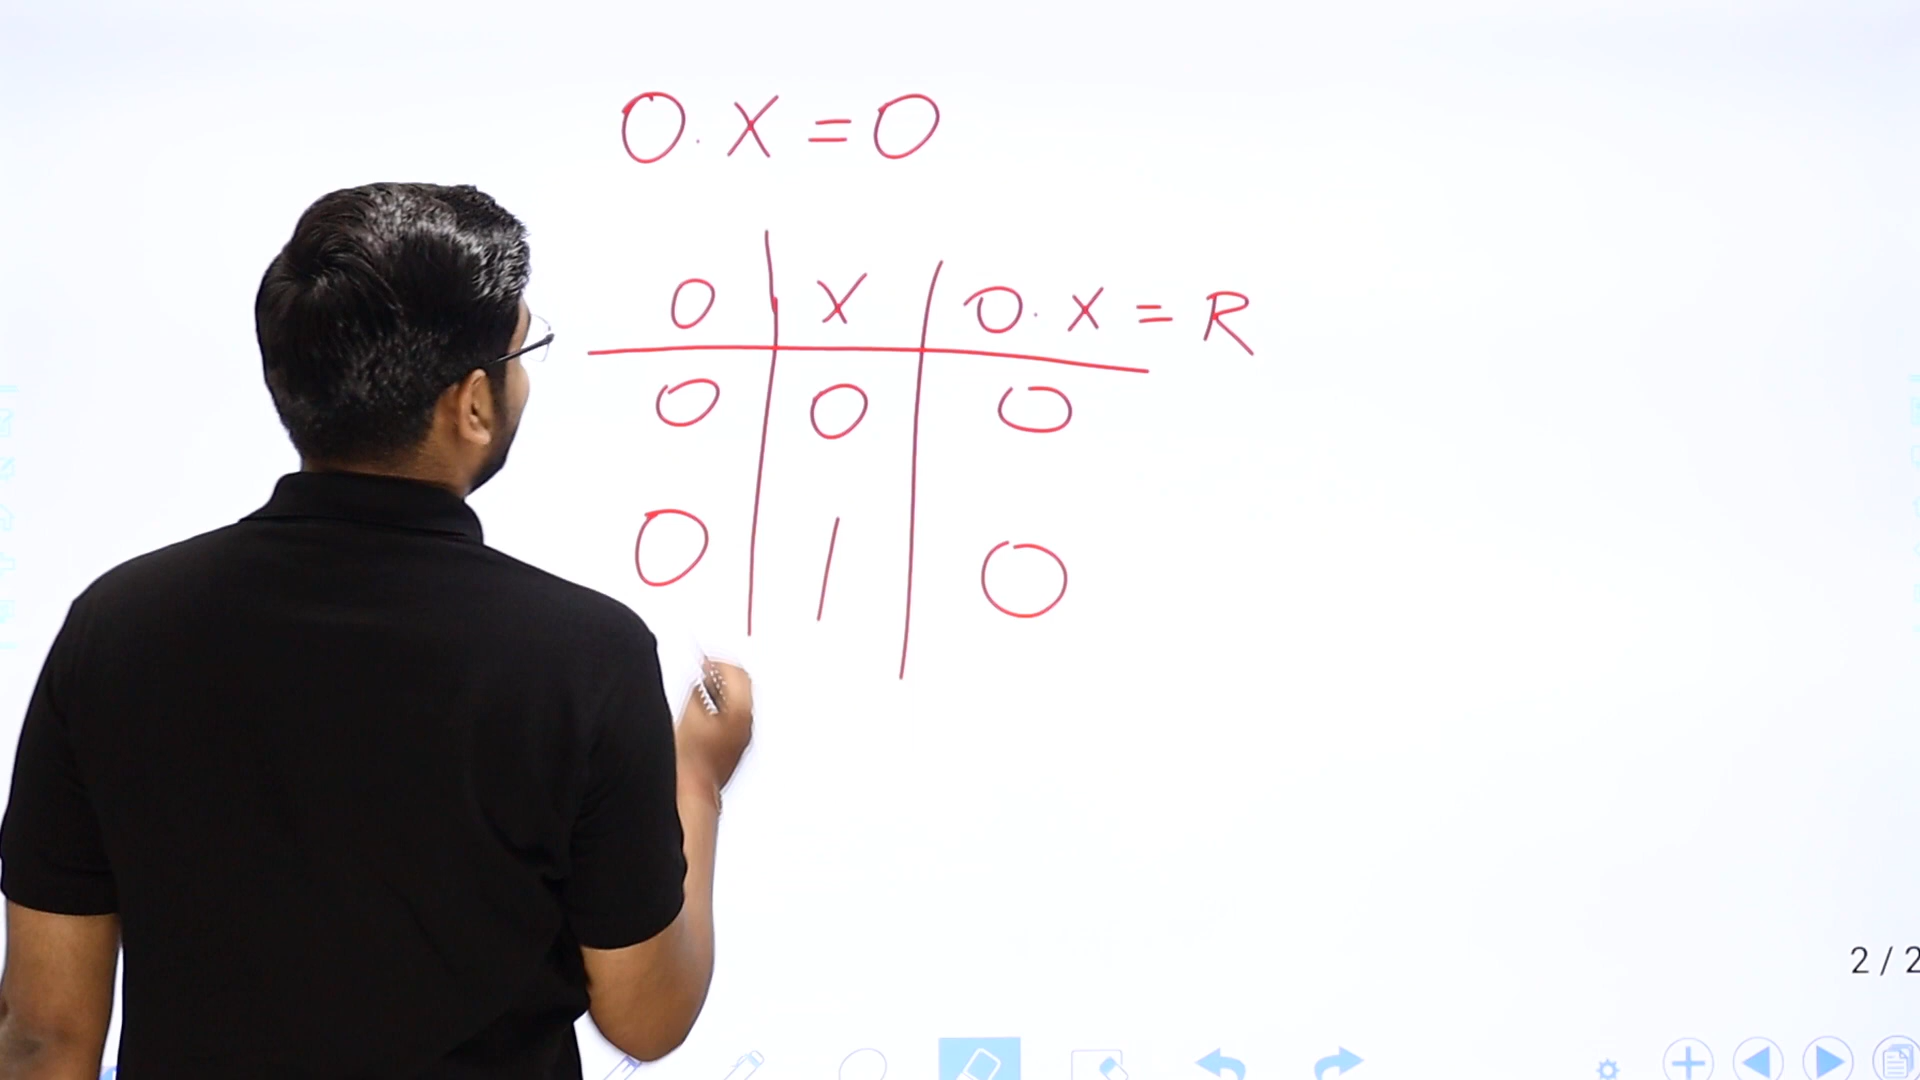 0. X = 0
0 X 0. X = R
0 0 0
0 1 0
2 / 2